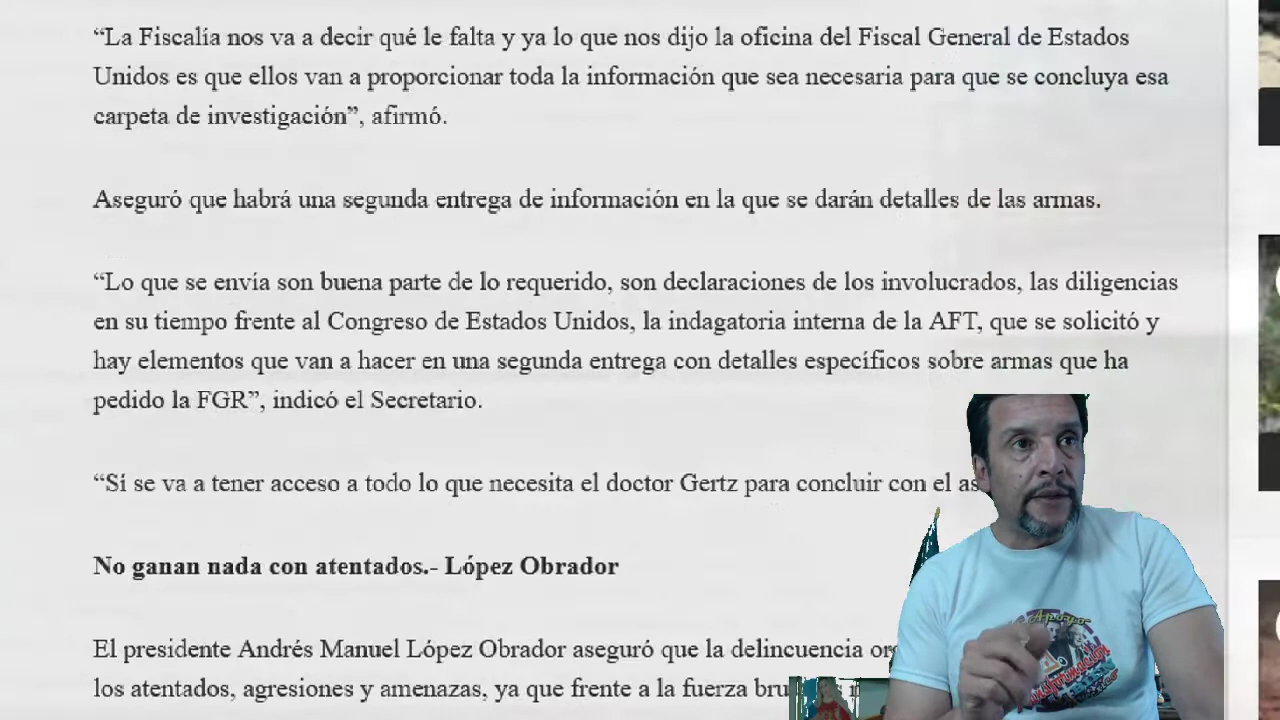 “La Fiscalía nos va a decir qué le falta y ya lo que nos dijo la oficina del Fiscal General de Estados
Unidos es que ellos van a proporcionar toda la información que sea necesaria para que se concluya esa
carpeta de investigación”, afirmó.
Aseguró que habrá una segunda entrega de información en la que se darán detalles de las armas.
“Lo que se envía son buena parte de lo requerido, son declaraciones de los involucrados, las diligencias
en su tiempo frente al Congreso de Estados Unidos, la indagatoria interna de la AFT, que se solicitó y
hay elementos que van a hacer en una segunda entrega con detalles específicos sobre armas que ha
pedido la FGR”, indicó el Secretario.
“Sí se va a tener acceso a todo lo que necesita el doctor Gertz para concluir con el
No ganan nada con atentados.- López Obrador
El presidente Andrés Manuel López Obrador aseguró que la delincuencia
los atentados, agresiones y amenazas, ya que frente a la fuerza
Apoyo